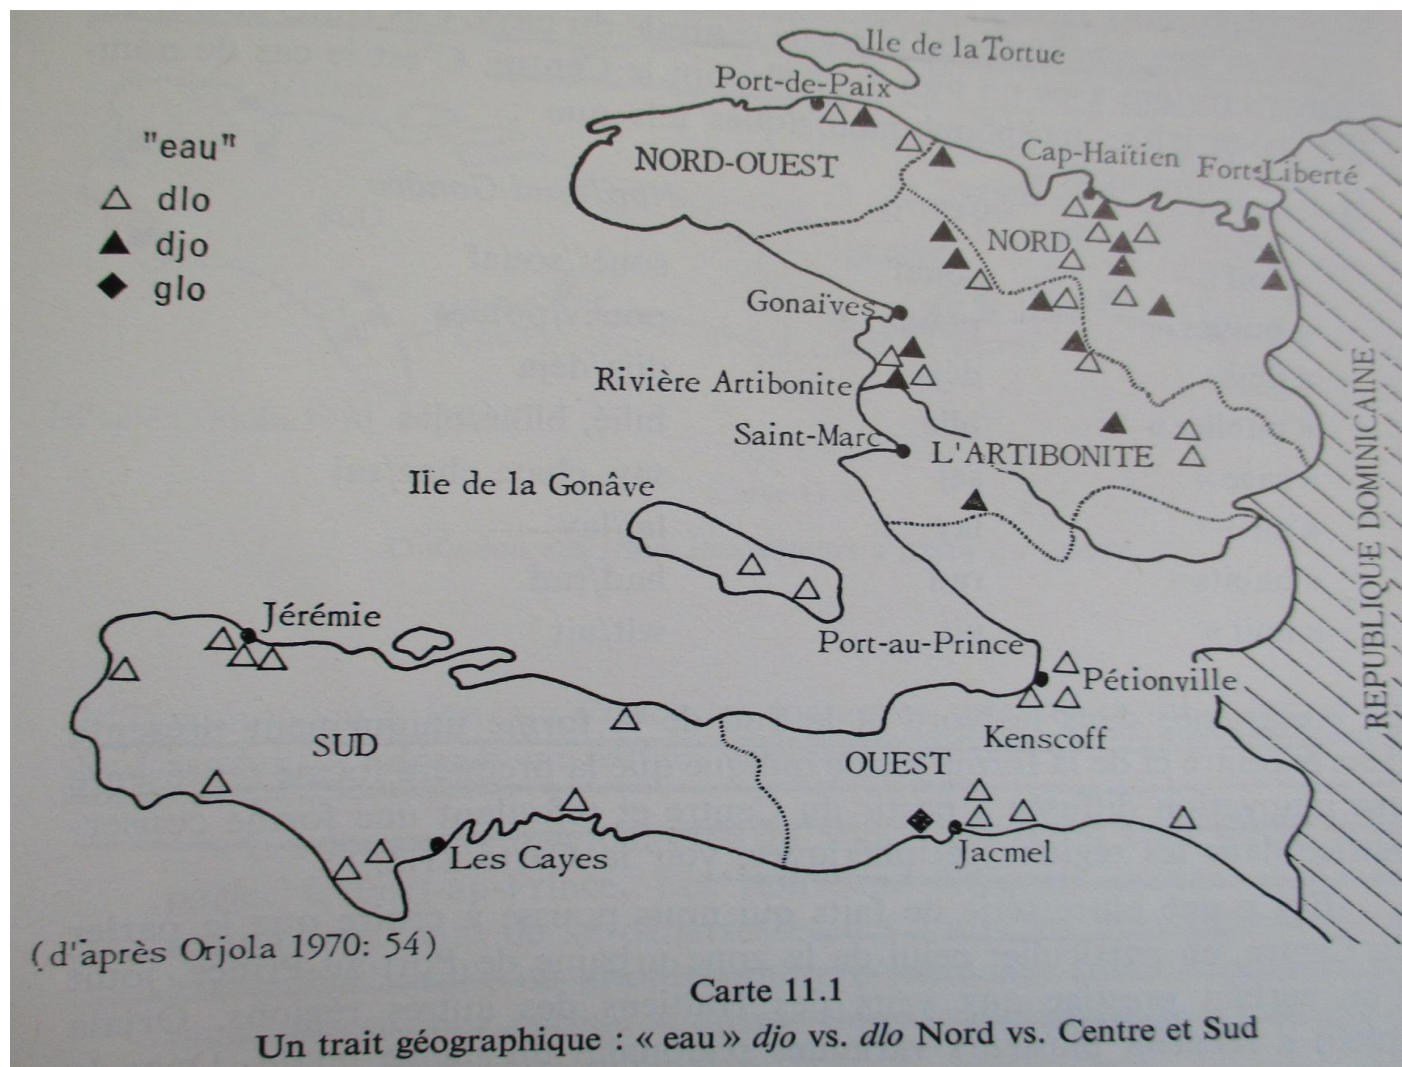 Ile de la Tortue
Port-de-Paix
"eau"
dlo
djo
glo
NORD-OUEST
Cap-Haïtien
Fort-Liberté
NORD
Gonaïves
Rivière Artibonite
Saint-Marc
L'ARTIBONITE
REPUBLIQUE DOMINICAINE
Ile de la Gonâve
Jérémie
Port-au-Prince
Pétionville
Kenscoff
SUD
OUEST
Les Cayes
Jacmel
(d'après Orjola 1970: 54)
Carte 11.1
Un trait géographique : « eau » djo vs. dlo Nord vs. Centre et Sud